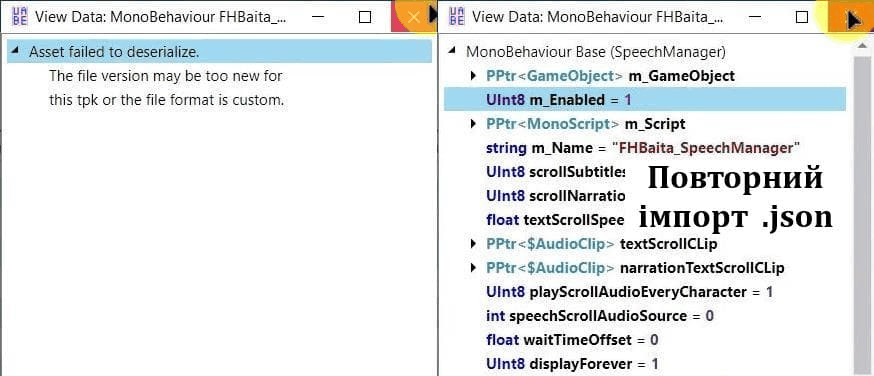 UA
BE
View Data: MonoBehaviour FHBaita_...
Asset failed to deserialize.
The file version may be too new for
this tpk or the file format is custom.
UA
BE
View Data: MonoBehaviour FHBaita_...
MonoBehaviour Base (SpeechManager)
PPtr<GameObject> m_GameObject
UInt8 m_Enabled = 1
PPtr<MonoScript> m_Script
string m_Name = "FHBaita_SpeechManager"
UInt8 scrollSubtitles
UInt8 scrollNarratio
float textScrollSpee
Повторний
імпорт .json
PPtr<$AudioClip> textScrollCLip
PPtr<$AudioClip> narrationTextScrollCLip
UInt8 playScrollAudioEveryCharacter = 1
int speechScrollAudioSource = 0
float waitTimeOffset = 0
UInt8 displayForever = 1